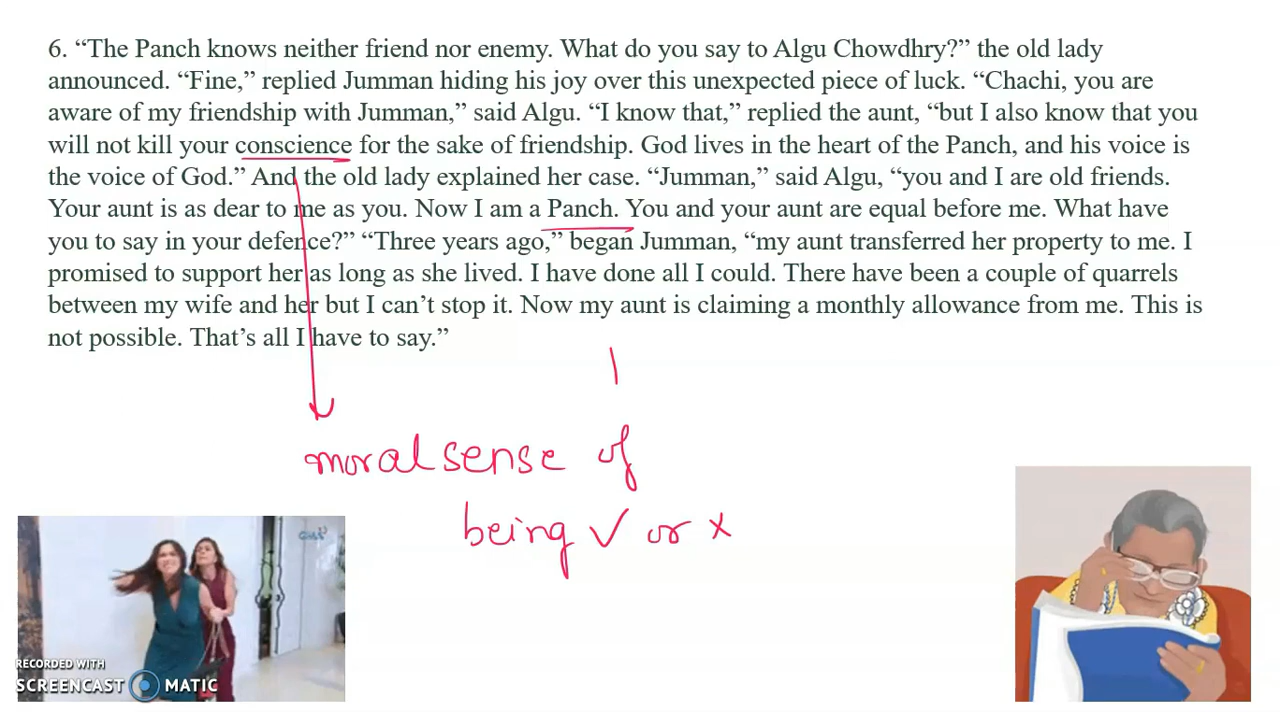 6. “The Panch knows neither friend nor enemy. What do you say to Algu Chowdhry?” the old lady
announced. “Fine,” replied Jumman hiding his joy over this unexpected piece of luck. “Chachi, you are
aware of my friendship with Jumman,” said Algu. “I know that,” replied the aunt, “but I also know that you
will not kill your conscience for the sake of friendship. God lives in the heart of the Panch, and his voice is
the voice of God.” And the old lady explained her case. “Jumman,” said Algu, “you and I are old friends.
Your aunt is as dear to me as you. Now I am a Panch. You and your aunt are equal before me. What have
you to say in your defence?” “Three years ago,” began Jumman, “my aunt transferred her property to me. I
promised to support her as long as she lived. I have done all I could. There have been a couple of quarrels
between my wife and her but I can’t stop it. Now my aunt is claiming a monthly allowance from me. This is
not possible. That’s all I have to say.”
moral sense of
being ✓ or ×
RECORDED WITH
SCREENCAST MATIC